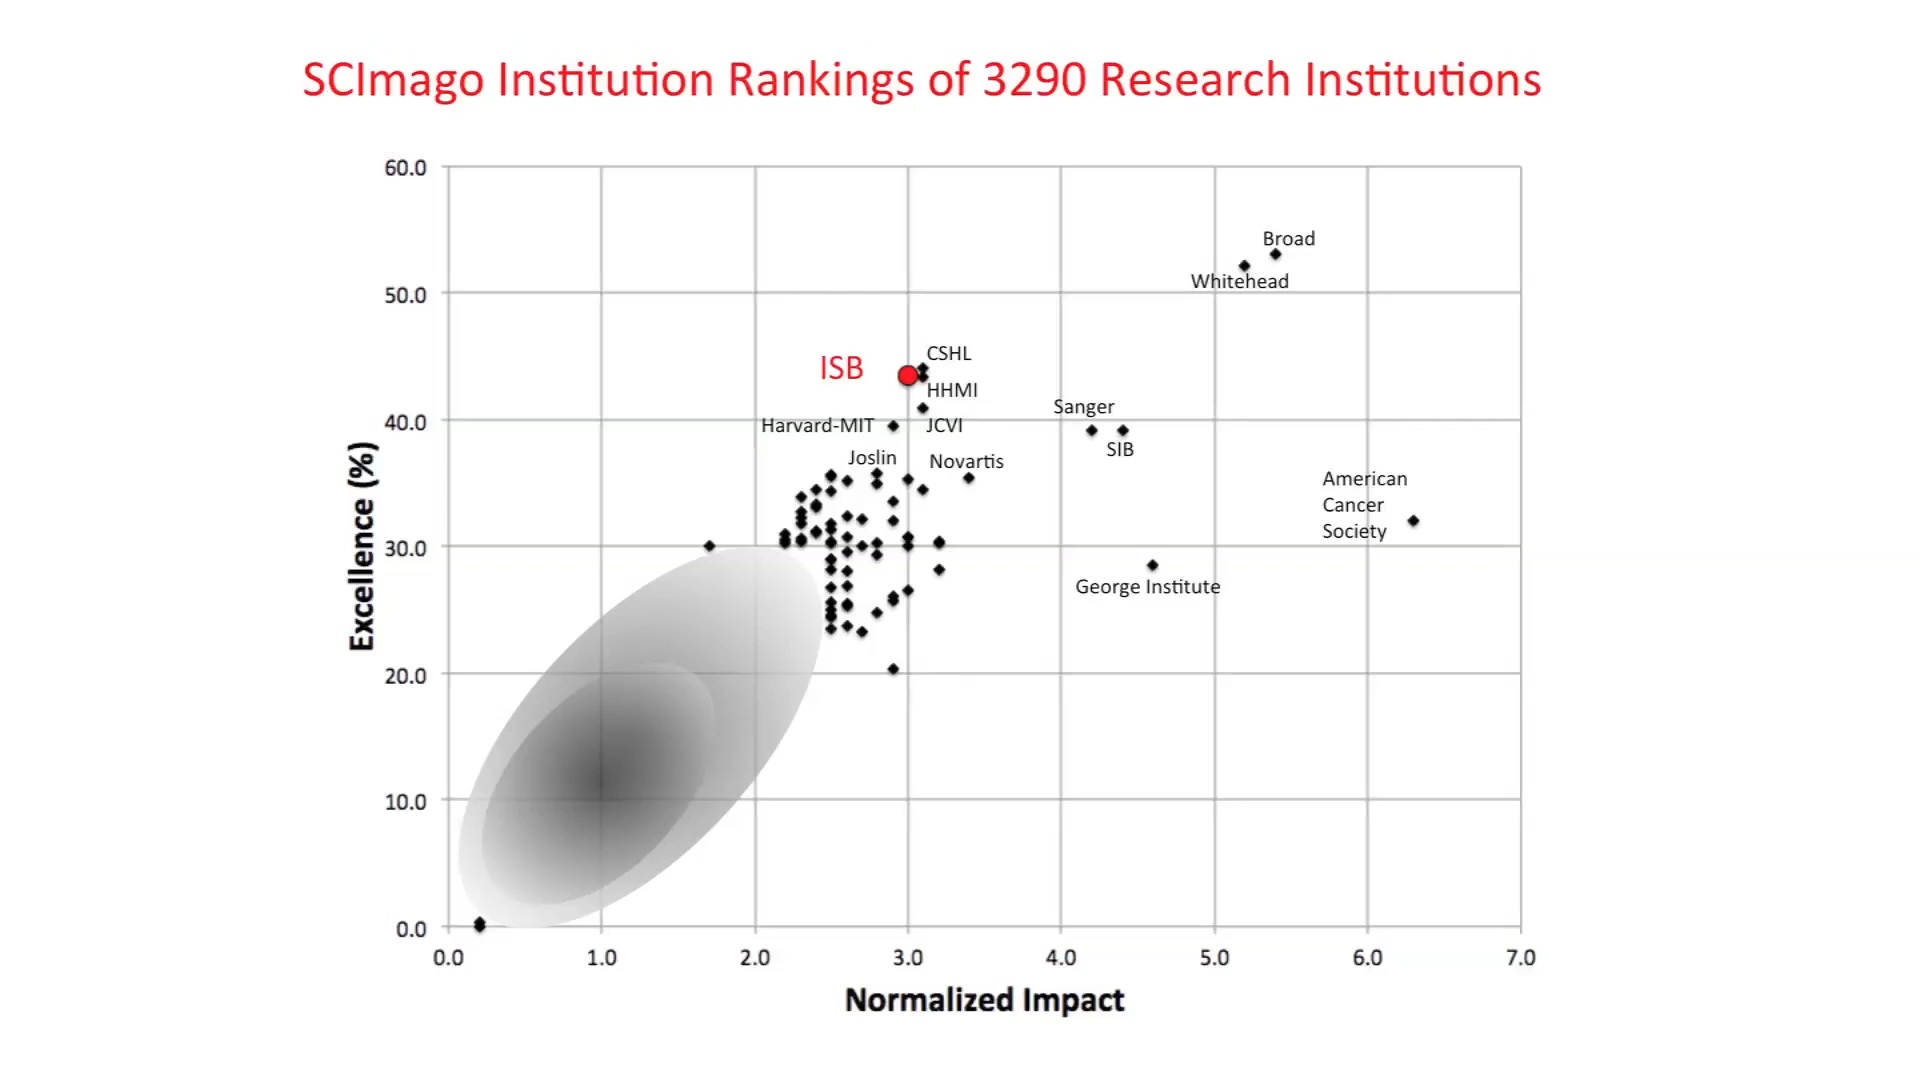 SCImago Institution Rankings of 3290 Research Institutions
60.0
50.0
40.0
30.0
20.0
10.0
0.0
Excellence (%)
Broad
Whitehead
CSHL
ISB
HHMI
Sanger
Harvard-MIT
JCVI
SIB
Joslin
Novartis
American
Cancer
Society
George Institute
0.0 1.0 2.0 3.0 4.0 5.0 6.0 7.0
Normalized Impact